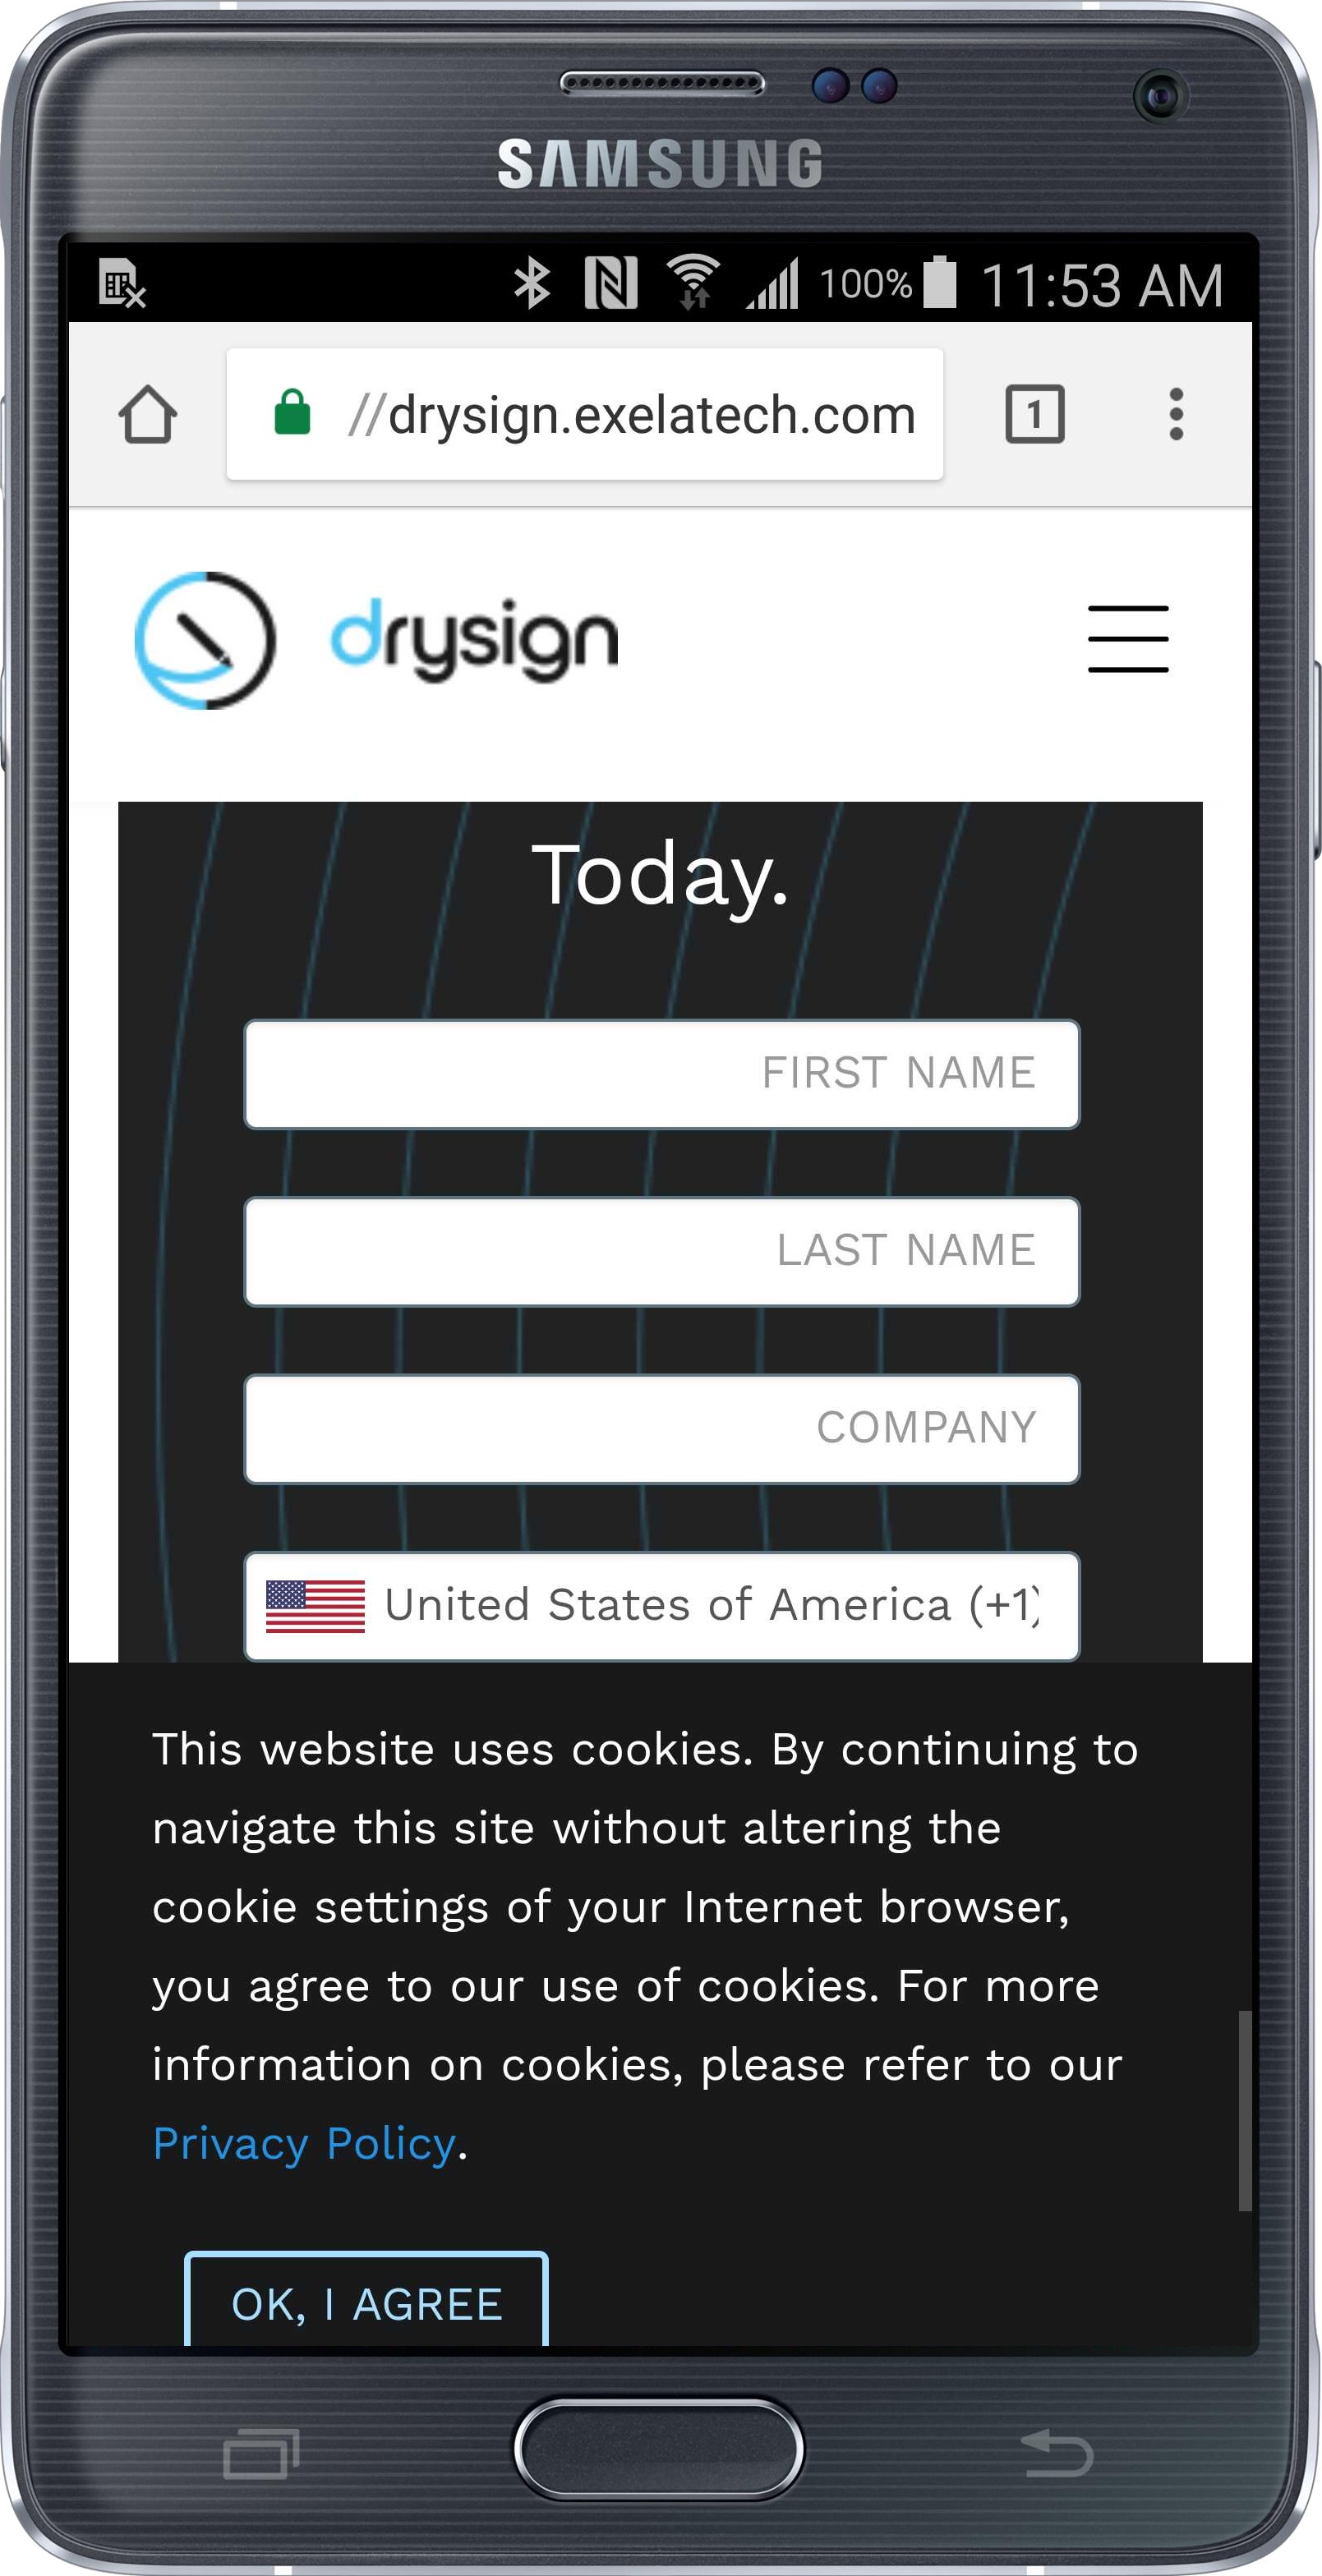 SAMSUNG
100% 11:53 AM
//drysign.exelatech.com
1
drysign
Today.
FIRST NAME
LAST NAME
COMPANY
United States of America (+1)
This website uses cookies. By continuing to
navigate this site without altering the
cookie settings of your Internet browser,
you agree to our use of cookies. For more
information on cookies, please refer to our
Privacy Policy.
OK, I AGREE